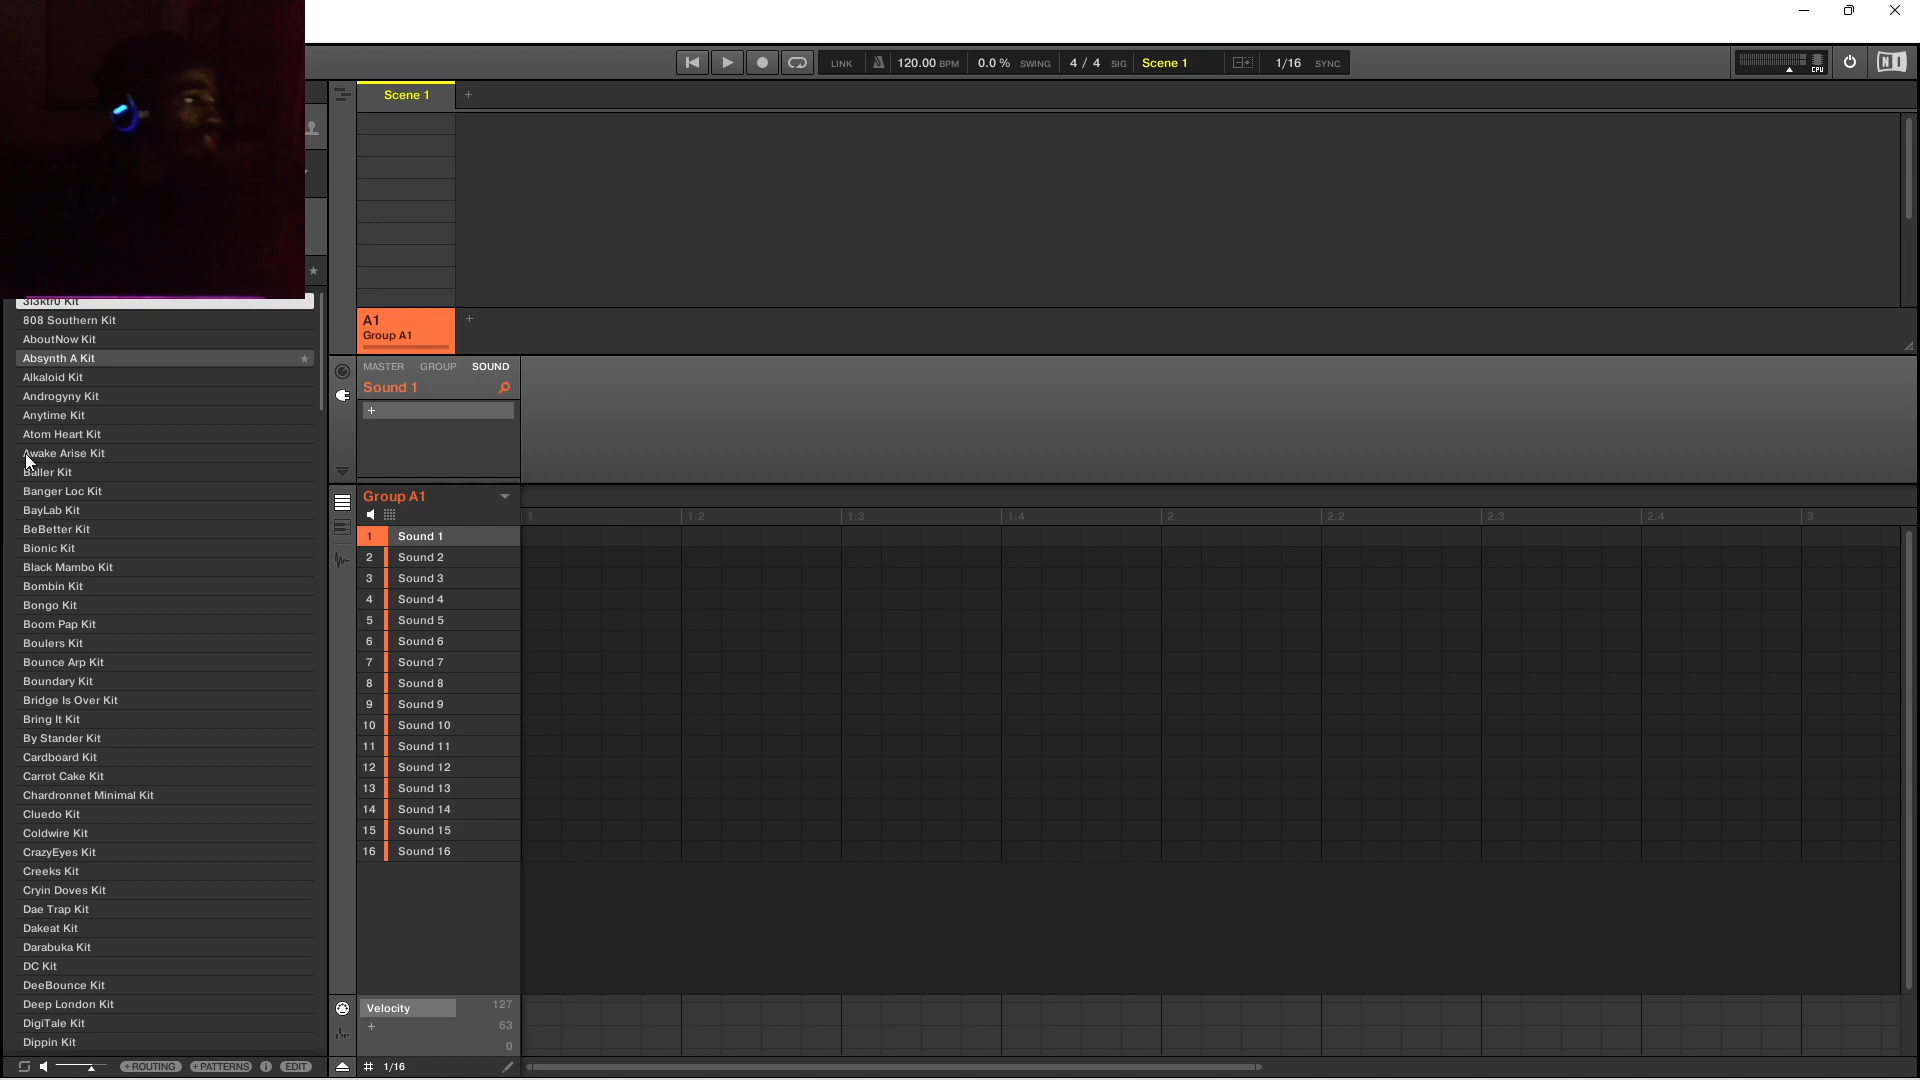 LINK 120.00 BPM 0.0 % SWING 4 / 4 SIG Scene 1 1/16 SYNC CPU NI
Scene 1 +
3l3ktr0 Kit
808 Southern Kit
AboutNow Kit
Absynth A Kit
Alkaloid Kit
Androgyny Kit
Anytime Kit
Atom Heart Kit
Awake Arise Kit
Baller Kit
Banger Loc Kit
BayLab Kit
BeBetter Kit
Bionic Kit
Black Mambo Kit
Bombin Kit
Bongo Kit
Boom Pap Kit
Boulers Kit
Bounce Arp Kit
Boundary Kit
Bridge Is Over Kit
Bring It Kit
By Stander Kit
Cardboard Kit
Carrot Cake Kit
Chardronnet Minimal Kit
Cluedo Kit
Coldwire Kit
CrazyEyes Kit
Creeks Kit
Cryin Doves Kit
Dae Trap Kit
Dakeat Kit
Darabuka Kit
DC Kit
DeeBounce Kit
Deep London Kit
DigiTale Kit
Dippin Kit
+ROUTING +PATTERNS i EDIT
A1 +
Group A1
MASTER GROUP SOUND
Sound 1
+
Group A1
1 1.2 1.3 1.4 2 2.2 2.3 2.4 3
1 Sound 1
2 Sound 2
3 Sound 3
4 Sound 4
5 Sound 5
6 Sound 6
7 Sound 7
8 Sound 8
9 Sound 9
10 Sound 10
11 Sound 11
12 Sound 12
13 Sound 13
14 Sound 14
15 Sound 15
16 Sound 16
Velocity 127
+ 63
0
# 1/16